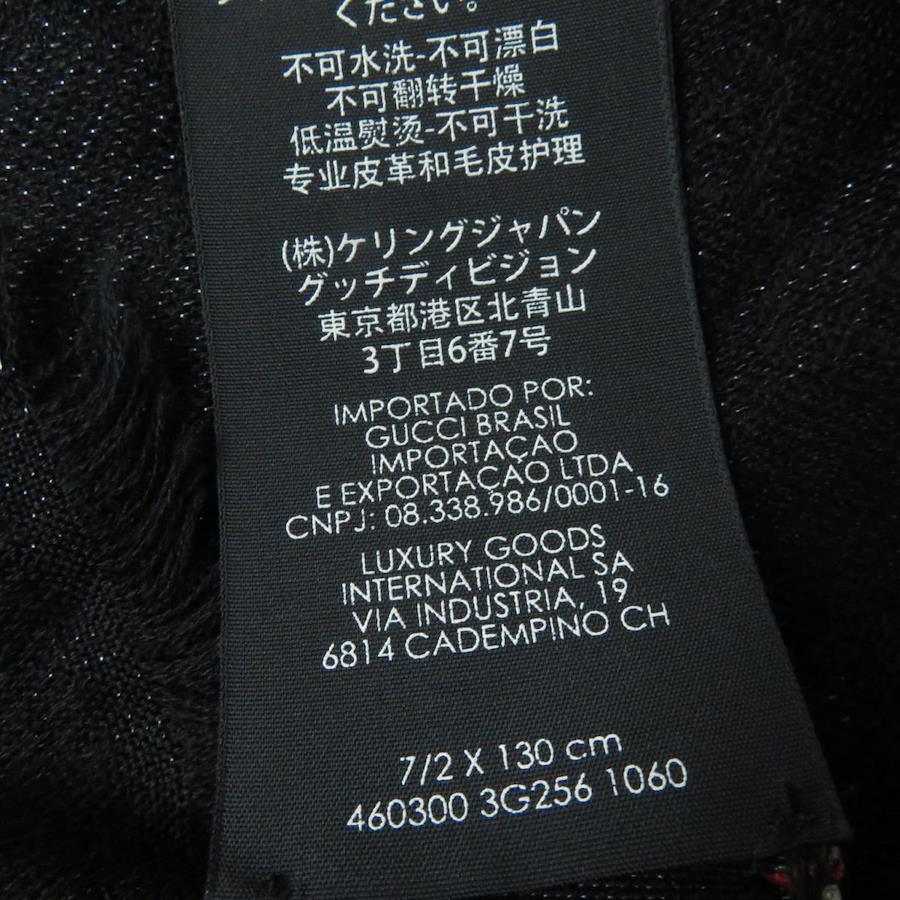 ください。
不可水洗-不可漂白
不可翻转干燥
低温熨烫-不可干洗
专业皮革和毛皮护理
(株)ケリングジャパン
グッチディビジョン
東京都港区北青山
3丁目6番7号
IMPORTADO POR:
GUCCI BRASIL
IMPORTAÇAO
E EXPORTAÇAO LTDA
CNPJ: 08.338.986/0001-16
LUXURY GOODS
INTERNATIONAL SA
VIA INDUSTRIA, 19
6814 CADEMPINO CH
7/2 X 130 cm
460300 3G256 1060